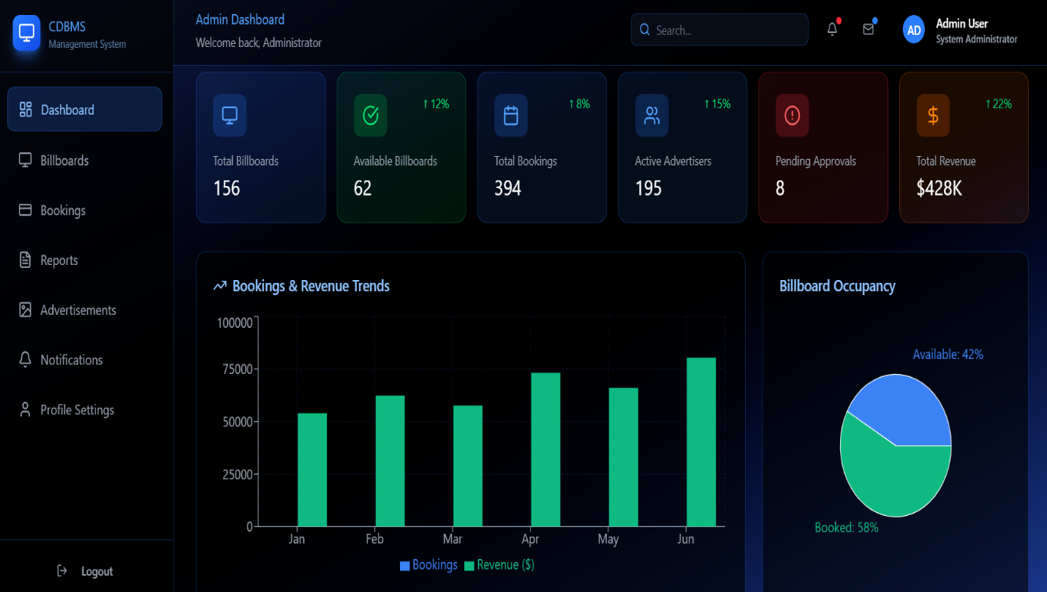 CDBMS
Management System
Dashboard
Billboards
Bookings
Reports
Advertisements
Notifications
Profile Settings
Logout
Admin Dashboard
Welcome back, Administrator
Search...
AD
Admin User
System Administrator
Total Billboards
156
↑ 12%
Available Billboards
62
↑ 8%
Total Bookings
394
↑ 15%
Active Advertisers
195
Pending Approvals
8
↑ 22%
Total Revenue
$428K
Bookings & Revenue Trends
100000
75000
50000
25000
0
Jan Feb Mar Apr May Jun
Bookings Revenue ($)
Billboard Occupancy
Available: 42%
Booked: 58%